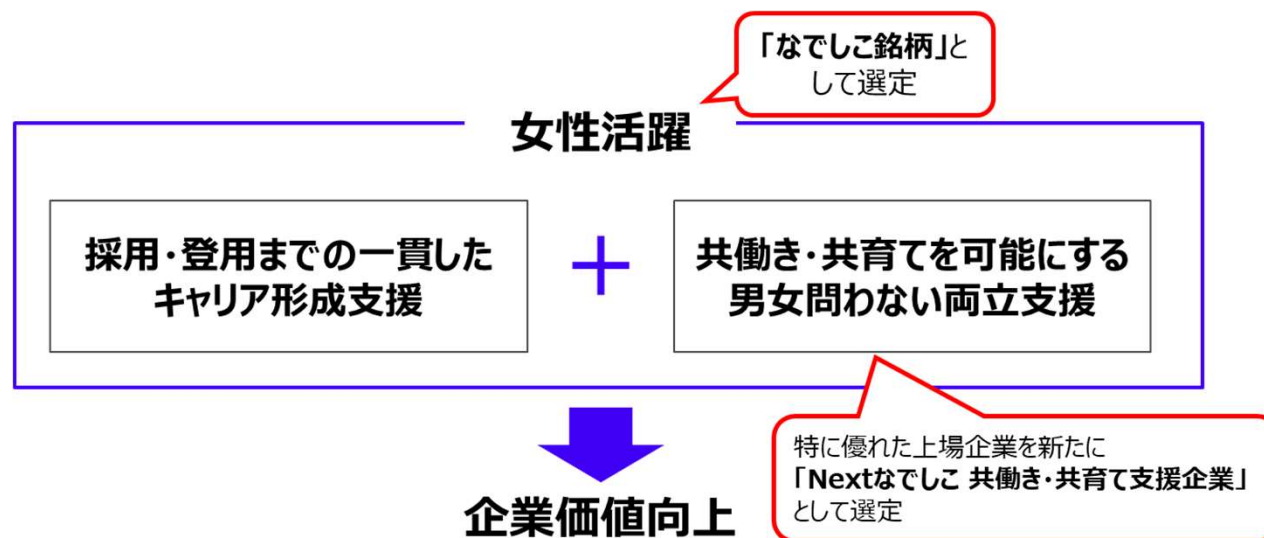 「なでしこ銘柄」と
して選定
女性活躍
採用・登用までの一貫した
キャリア形成支援
＋
共働き・共育てを可能にする
男女問わない両立支援
特に優れた上場企業を新たに
「Nextなでしこ 共働き・共育て支援企業」
として選定
企業価値向上